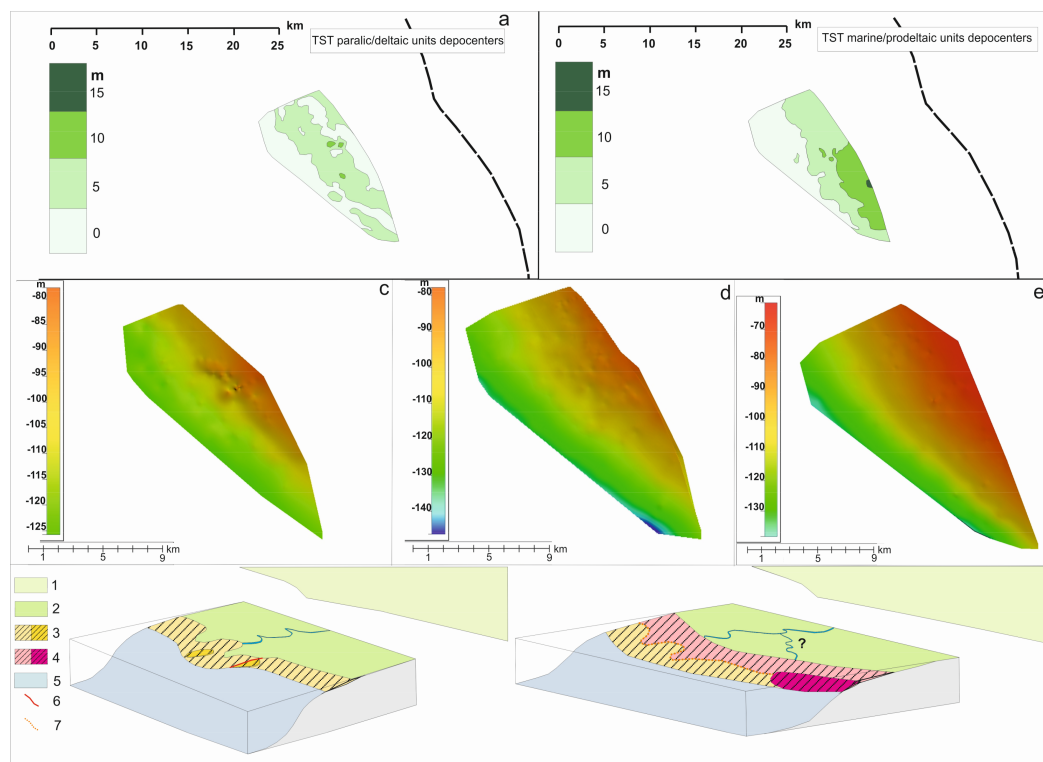 a
km
0 5 10 15 20 25
TST paralic/deltaic units depocenters
m
15
10
5
0
km
0 5 10 15 20 25
TST marine/prodeltaic units depocenters
m
15
10
5
0
c
m
-80
-85
-90
-95
-100
-105
-110
-115
-120
-125
1 5 9 km
d
m
-80
-90
-100
-110
-120
-130
-140
1 5 9 km
e
m
-70
-80
-90
-100
-110
-120
-130
1 5 9 km
1
2
3
4
5
6
7
?